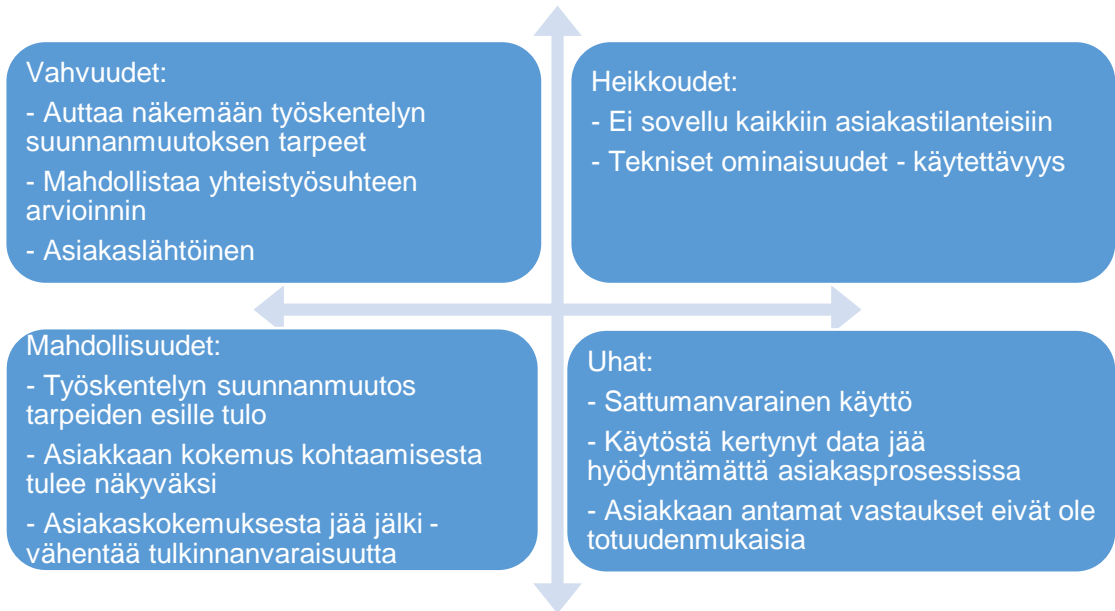 Vahvuudet:
- Auttaa näkemään työskentelyn
suunnanmuutoksen tarpeet
- Mahdollistaa yhteistyösuhteen
arvioinnin
- Asiakaslähtöinen
Heikkoudet:
- Ei sovellu kaikkiin asiakastilanteisiin
- Tekniset ominaisuudet - käytettävyys
Mahdollisuudet:
- Työskentelyn suunnanmuutos
tarpeiden esille tulo
- Asiakkaan kokemus kohtaamisesta
tulee näkyväksi
- Asiakaskokemuksesta jää jälki -
vähentää tulkinnanvaraisuutta
Uhat:
- Sattumanvarainen käyttö
- Käytöstä kertynyt data jää
hyödyntämättä asiakasprosessissa
- Asiakkaan antamat vastaukset eivät ole
totuudenmukaisia